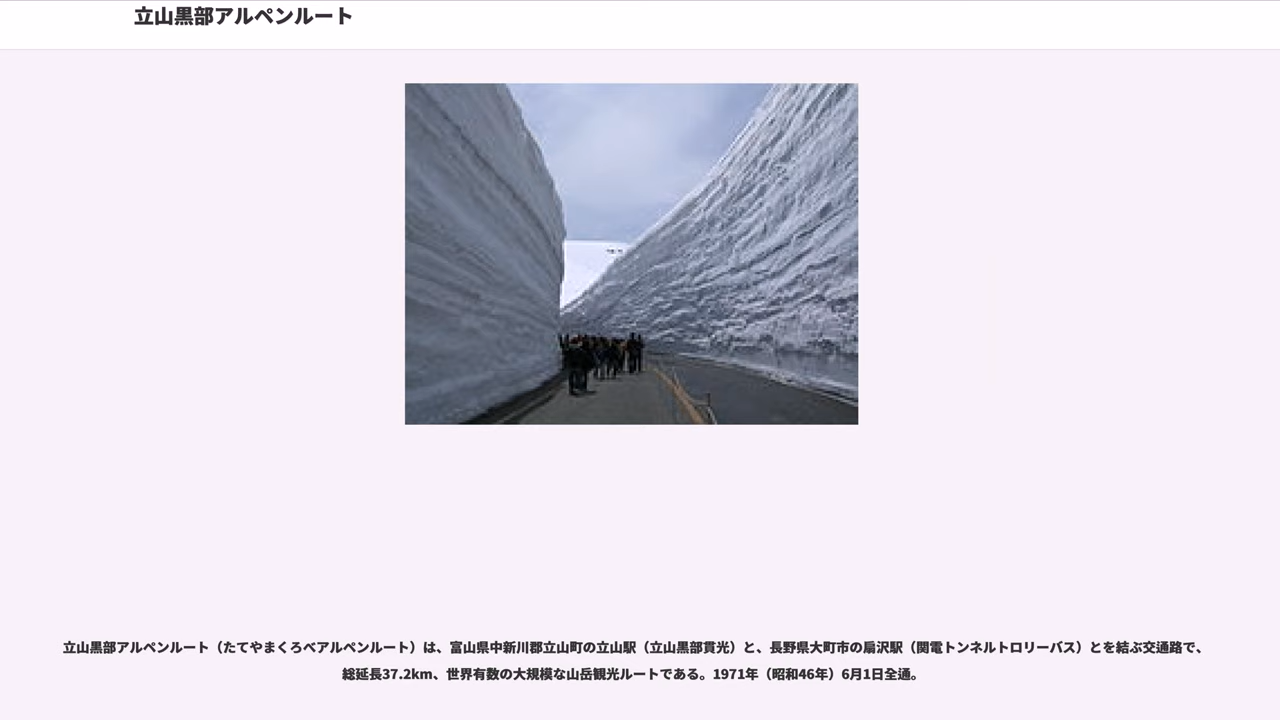 立山黒部アルペンルート
立山黒部アルペンルート（たてやまくろべアルペンルート）は、富山県中新川郡立山町の立山駅（立山黒部貫光）と、長野県大町市の扇沢駅（関電トンネルトロリーバス）とを結ぶ交通路で、
総延長37.2km、世界有数の大規模な山岳観光ルートである。1971年（昭和46年）6月1日全通。